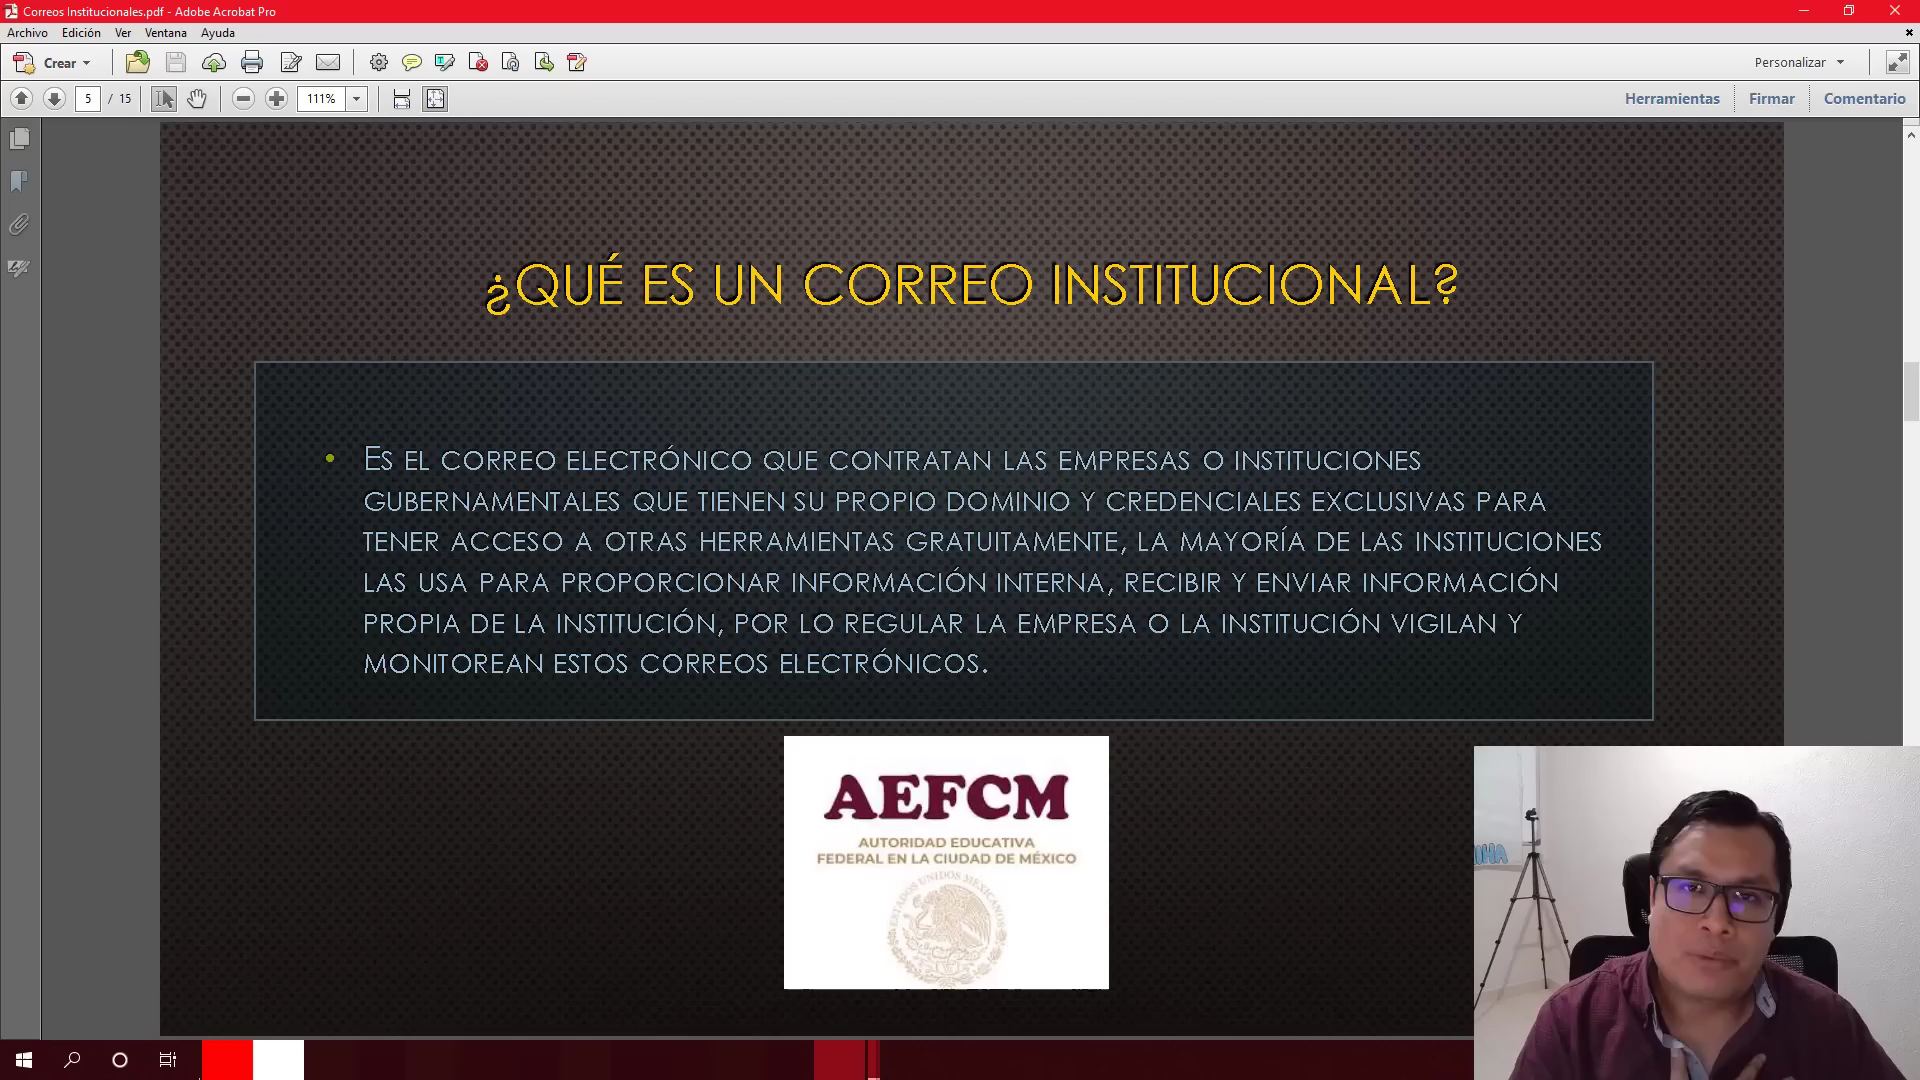 Correos Institucionales.pdf - Adobe Acrobat Pro
Archivo Edición Ver Ventana Ayuda
Crear
Personalizar
5 / 15
111%
Herramientas Firmar Comentario
¿QUÉ ES UN CORREO INSTITUCIONAL?
• ES EL CORREO ELECTRÓNICO QUE CONTRATAN LAS EMPRESAS O INSTITUCIONES
GUBERNAMENTALES QUE TIENEN SU PROPIO DOMINIO Y CREDENCIALES EXCLUSIVAS PARA
TENER ACCESO A OTRAS HERRAMIENTAS GRATUITAMENTE, LA MAYORÍA DE LAS INSTITUCIONES
LAS USA PARA PROPORCIONAR INFORMACIÓN INTERNA, RECIBIR Y ENVIAR INFORMACIÓN
PROPIA DE LA INSTITUCIÓN, POR LO REGULAR LA EMPRESA O LA INSTITUCIÓN VIGILAN Y
MONITOREAN ESTOS CORREOS ELECTRÓNICOS.
AEFCM
AUTORIDAD EDUCATIVA
FEDERAL EN LA CIUDAD DE MÉXICO
ESTADOS UNIDOS MEXICANOS